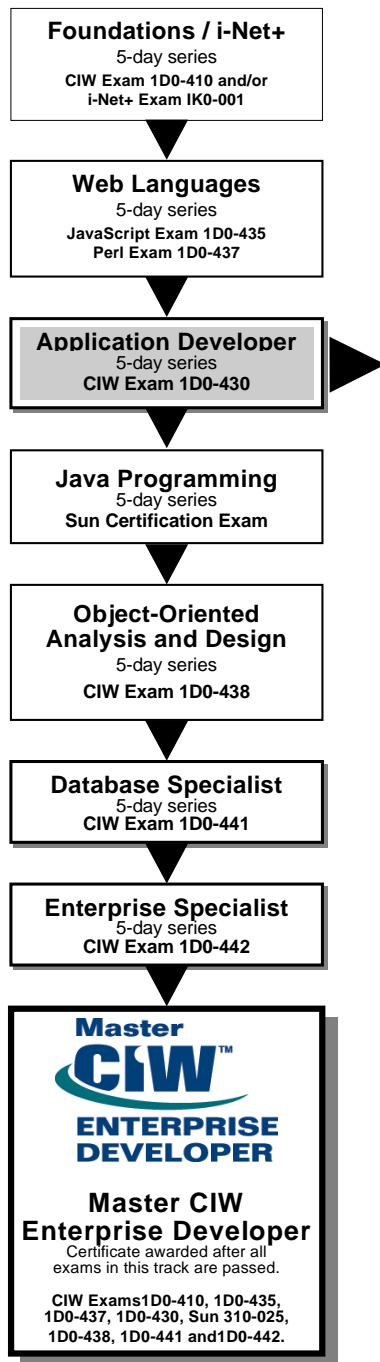 Foundations / i-Net+
5-day series
CIW Exam 1D0-410 and/or
i-Net+ Exam IK0-001
Web Languages
5-day series
JavaScript Exam 1D0-435
Perl Exam 1D0-437
Application Developer
5-day series
CIW Exam 1D0-430
Java Programming
5-day series
Sun Certification Exam
Object-Oriented
Analysis and Design
5-day series
CIW Exam 1D0-438
Database Specialist
5-day series
CIW Exam 1D0-441
Enterprise Specialist
5-day series
CIW Exam 1D0-442
Master
CIW™
ENTERPRISE
DEVELOPER
Master CIW
Enterprise Developer
Certificate awarded after all
exams in this track are passed.
CIW Exams1D0-410, 1D0-435,
1D0-437, 1D0-430, Sun 310-025,
1D0-438, 1D0-441 and1D0-442.